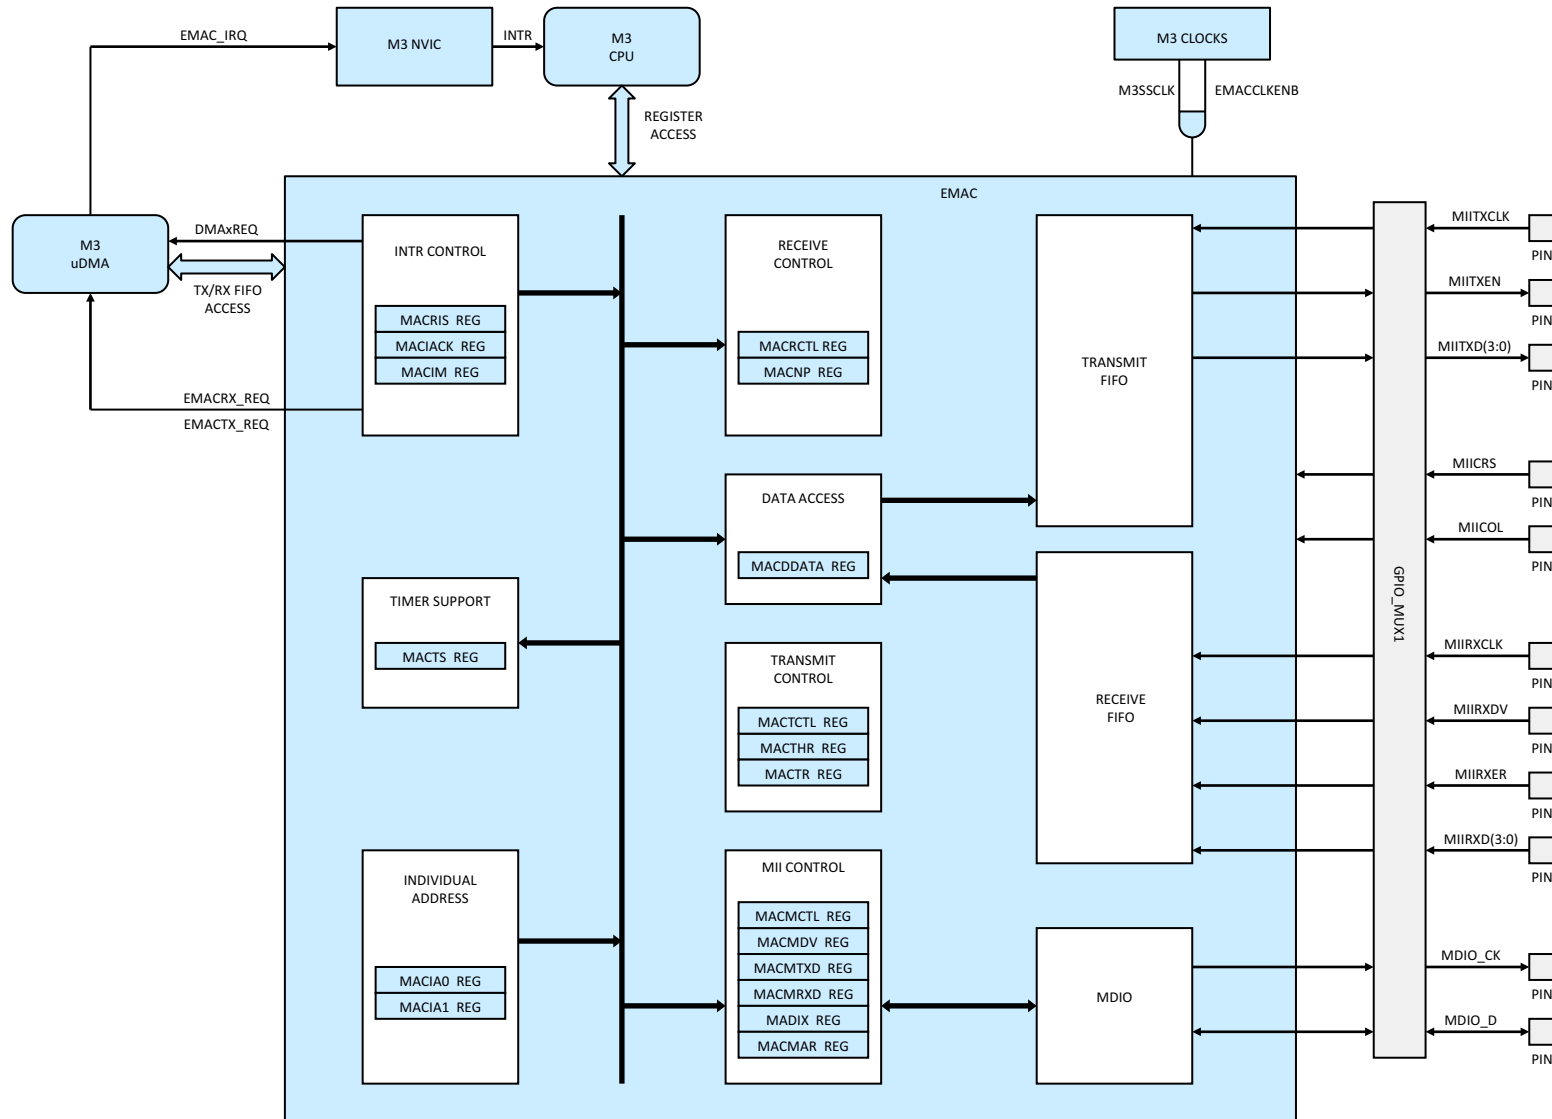 EMAC_IRQ
M3 NVIC
INTR
M3
CPU
M3 CLOCKS
M3SSCLK
EMACCLKENB
REGISTER
ACCESS
EMAC
M3
uDMA
DMAxREQ
TX/RX FIFO
ACCESS
EMACRX_REQ
EMACTX_REQ
INTR CONTROL
MACRIS REG
MACIACK REG
MACIM REG
TIMER SUPPORT
MACTS REG
INDIVIDUAL
ADDRESS
MACIA0 REG
MACIA1 REG
RECEIVE
CONTROL
MACRCTL REG
MACNP REG
DATA ACCESS
MACDDATA REG
TRANSMIT
CONTROL
MACTCTL REG
MACTHR REG
MACTR REG
MII CONTROL
MACMCTL REG
MACMDV REG
MACMTXD REG
MACMRXD REG
MADIX REG
MACMAR REG
TRANSMIT
FIFO
RECEIVE
FIFO
MDIO
GPIO_MUX1
MIITXCLK
PIN
MIITXEN
PIN
MIITXD(3:0)
PIN
MIICRS
PIN
MIICOL
PIN
MIIRXCLK
PIN
MIIRXDV
PIN
MIIRXER
PIN
MIIRXD(3:0)
PIN
MDIO_CK
PIN
MDIO_D
PIN